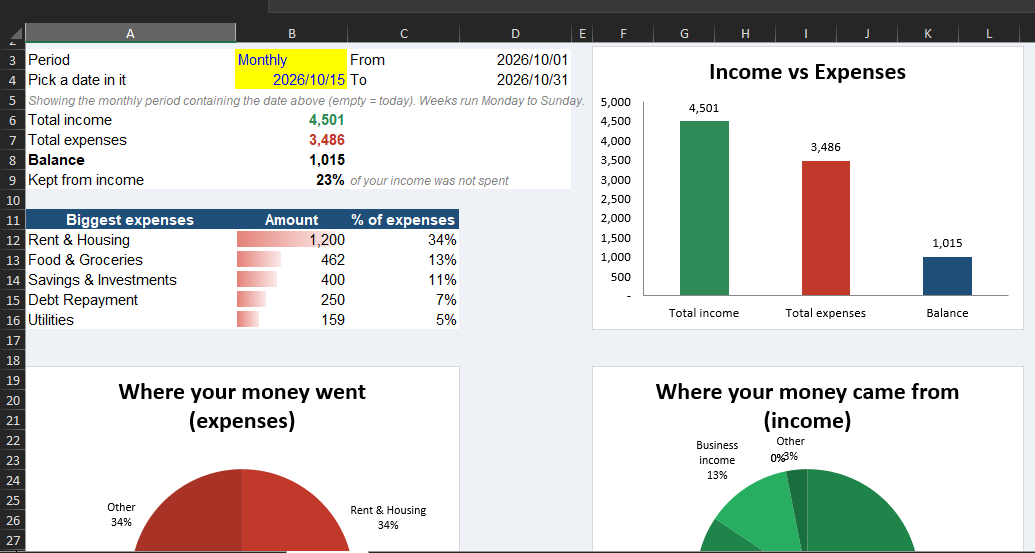 A B C D E F G H I J K L
3 Period Monthly From 2026/10/01
4 Pick a date in it 2026/10/15 To 2026/10/31
5 Showing the monthly period containing the date above (empty = today). Weeks run Monday to Sunday.
6 Total income 4,501
7 Total expenses 3,486
8 Balance 1,015
9 Kept from income 23% of your income was not spent
10
11 Biggest expenses Amount % of expenses
12 Rent & Housing 1,200 34%
13 Food & Groceries 462 13%
14 Savings & Investments 400 11%
15 Debt Repayment 250 7%
16 Utilities 159 5%
17
18
19
20
21
22
23
24
25
26
27
Income vs Expenses
5,000
4,500
4,000
3,500
3,000
2,500
2,000
1,500
1,000
500
-
4,501
3,486
1,015
Total income Total expenses Balance
Where your money went
(expenses)
Other
34%
Rent & Housing
34%
Where your money came from
(income)
Business
income
13%
0%
Other
3%